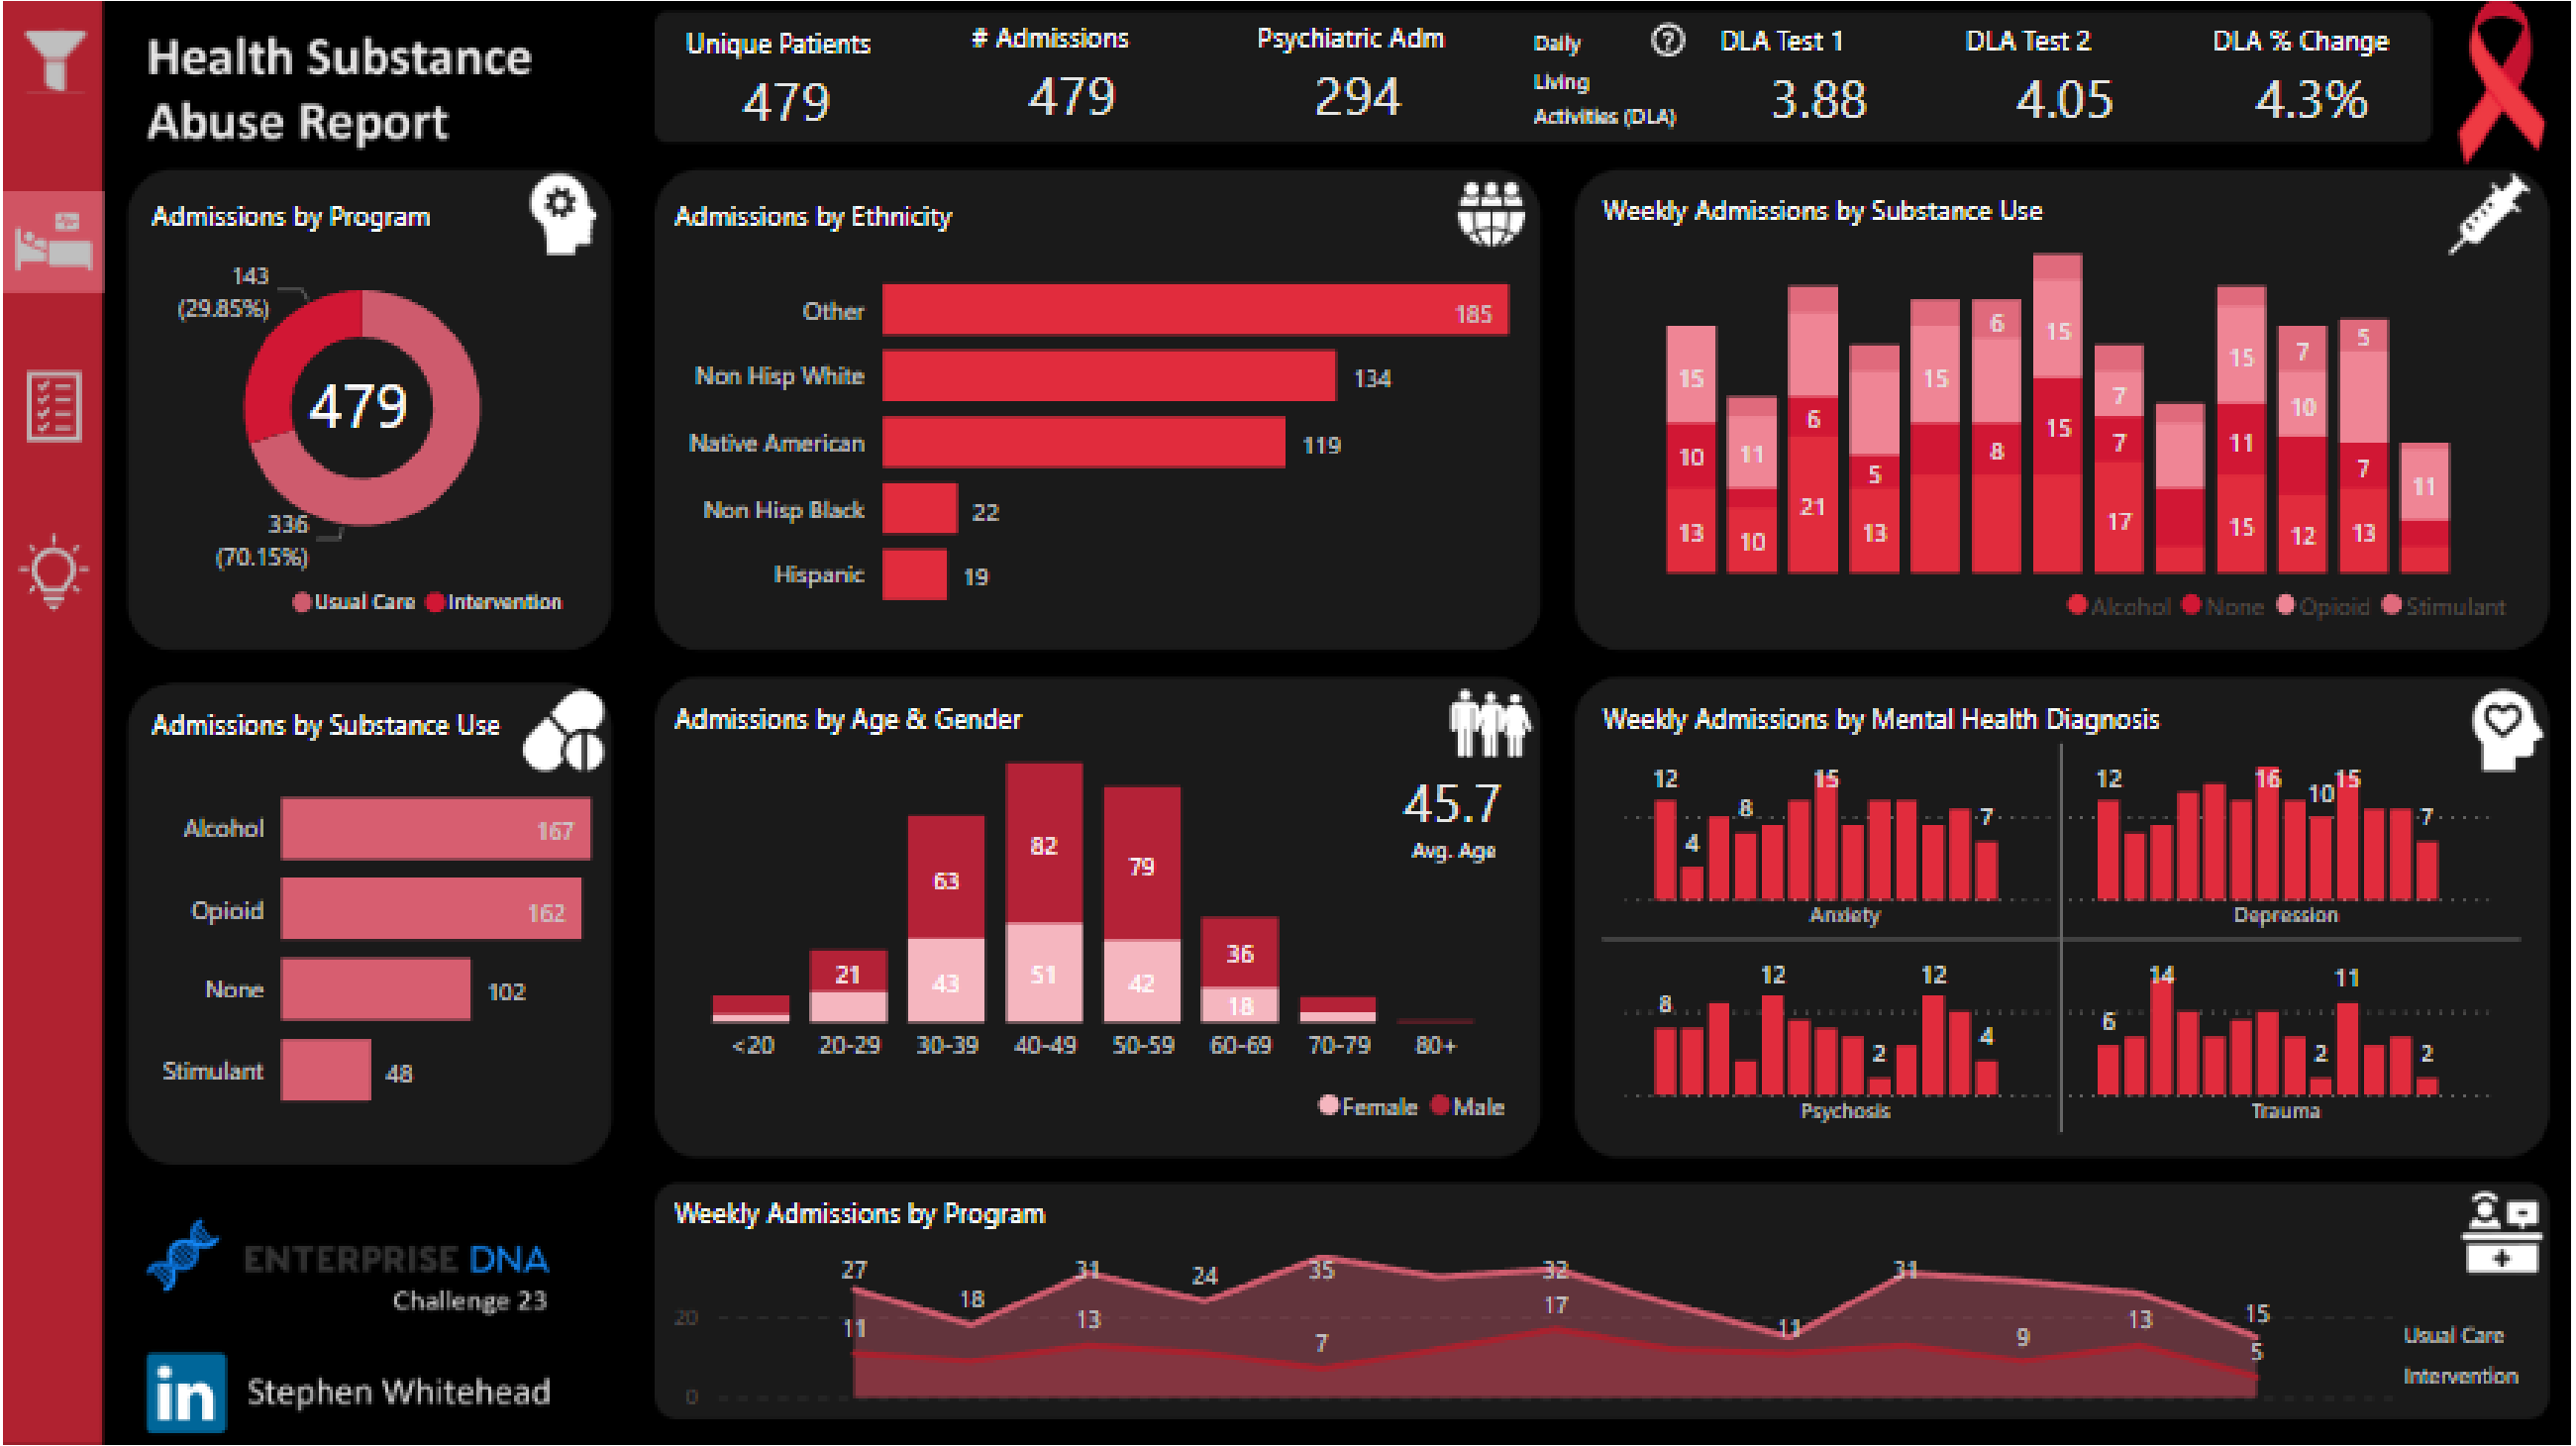 Health Substance
Abuse Report
Unique Patients
479
# Admissions
479
Psychiatric Adm
294
Daily
Living
Activities (DLA)
?
DLA Test 1
3.88
DLA Test 2
4.05
DLA % Change
4.3%
Admissions by Program
143
(29.85%)
479
336
(70.15%)
Usual Care Intervention
Admissions by Ethnicity
Other 185
Non Hisp White 134
Native American 119
Non Hisp Black 22
Hispanic 19
Weekly Admissions by Substance Use
15 10 13
11 10
6 21
5 13
15
6 8
15 15
7 7 17
15 11 15
7 10 12
5 7 13
11
Alcohol None Opioid Stimulant
Admissions by Substance Use
Alcohol 167
Opioid 162
None 102
Stimulant 48
Admissions by Age & Gender
45.7
Avg. Age
21
63 43
82 51
79 42
36 18
<20 20-29 30-39 40-49 50-59 60-69 70-79 80+
Female Male
Weekly Admissions by Mental Health Diagnosis
12 4 8 15 7
Anxiety
12 16 10 15 7
Depression
8 12 2 12 4
Psychosis
6 14 2 11 2
Trauma
ENTERPRISE DNA
Challenge 23
in Stephen Whitehead
Weekly Admissions by Program
27 18 31 24 35 32 31 15
20
11 13 7 17 11 9 13 5
0
Usual Care
Intervention